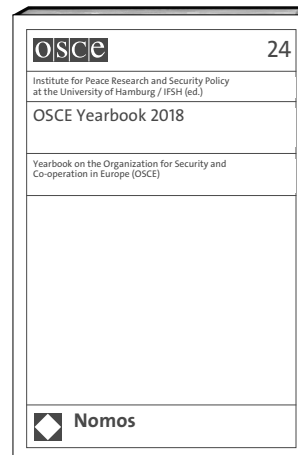 osce 24
Institute for Peace Research and Security Policy
at the University of Hamburg / IFSH (ed.)
OSCE Yearbook 2018
Yearbook on the Organization for Security and
Co-operation in Europe (OSCE)
Nomos